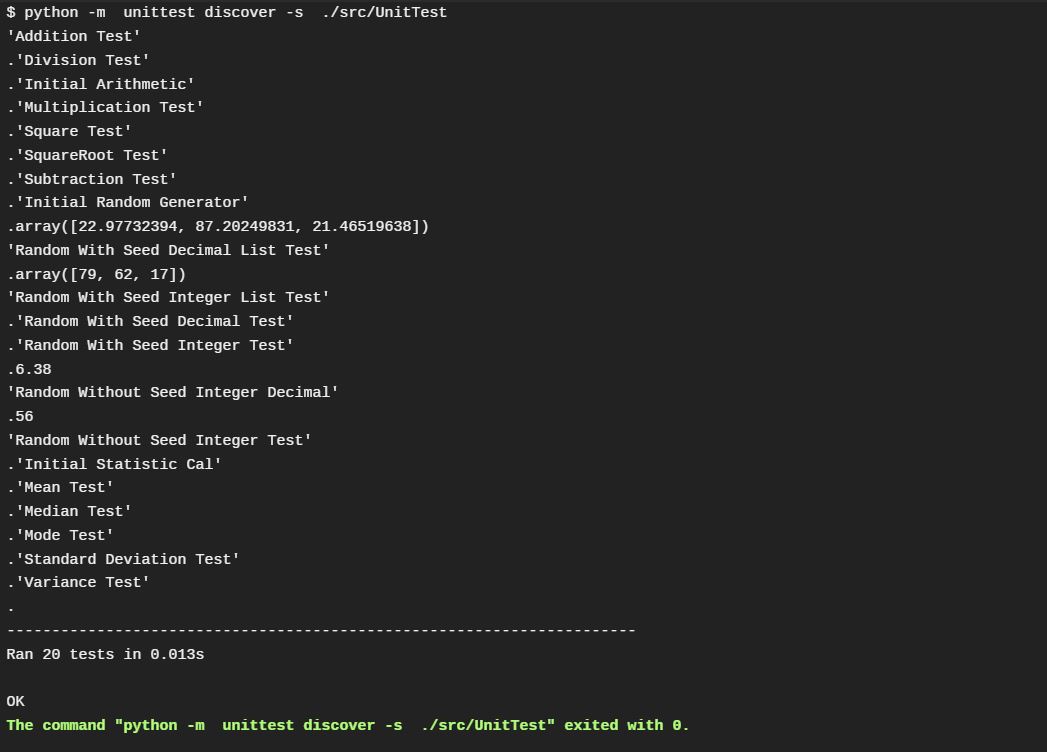 $ python -m  unittest discover -s  ./src/UnitTest
'Addition Test'
.'Division Test'
.'Initial Arithmetic'
.'Multiplication Test'
.'Square Test'
.'SquareRoot Test'
.'Subtraction Test'
.'Initial Random Generator'
.array([22.97732394, 87.20249831, 21.46519638])
'Random With Seed Decimal List Test'
.array([79, 62, 17])
'Random With Seed Integer List Test'
.'Random With Seed Decimal Test'
.'Random With Seed Integer Test'
.6.38
'Random Without Seed Integer Decimal'
.56
'Random Without Seed Integer Test'
.'Initial Statistic Cal'
.'Mean Test'
.'Median Test'
.'Mode Test'
.'Standard Deviation Test'
.'Variance Test'
.
----------------------------------------------------------------------
Ran 20 tests in 0.013s
OK
The command "python -m  unittest discover -s  ./src/UnitTest" exited with 0.